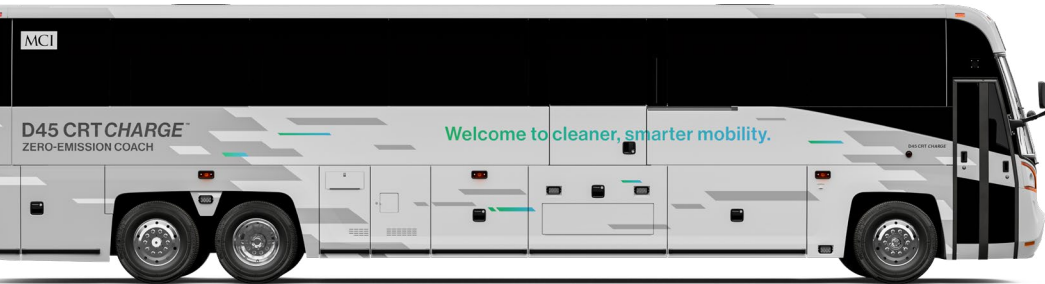 MCI
D45 CRT CHARGE™
ZERO-EMISSION COACH
Welcome to cleaner, smarter mobility.
D45 CRT CHARGE